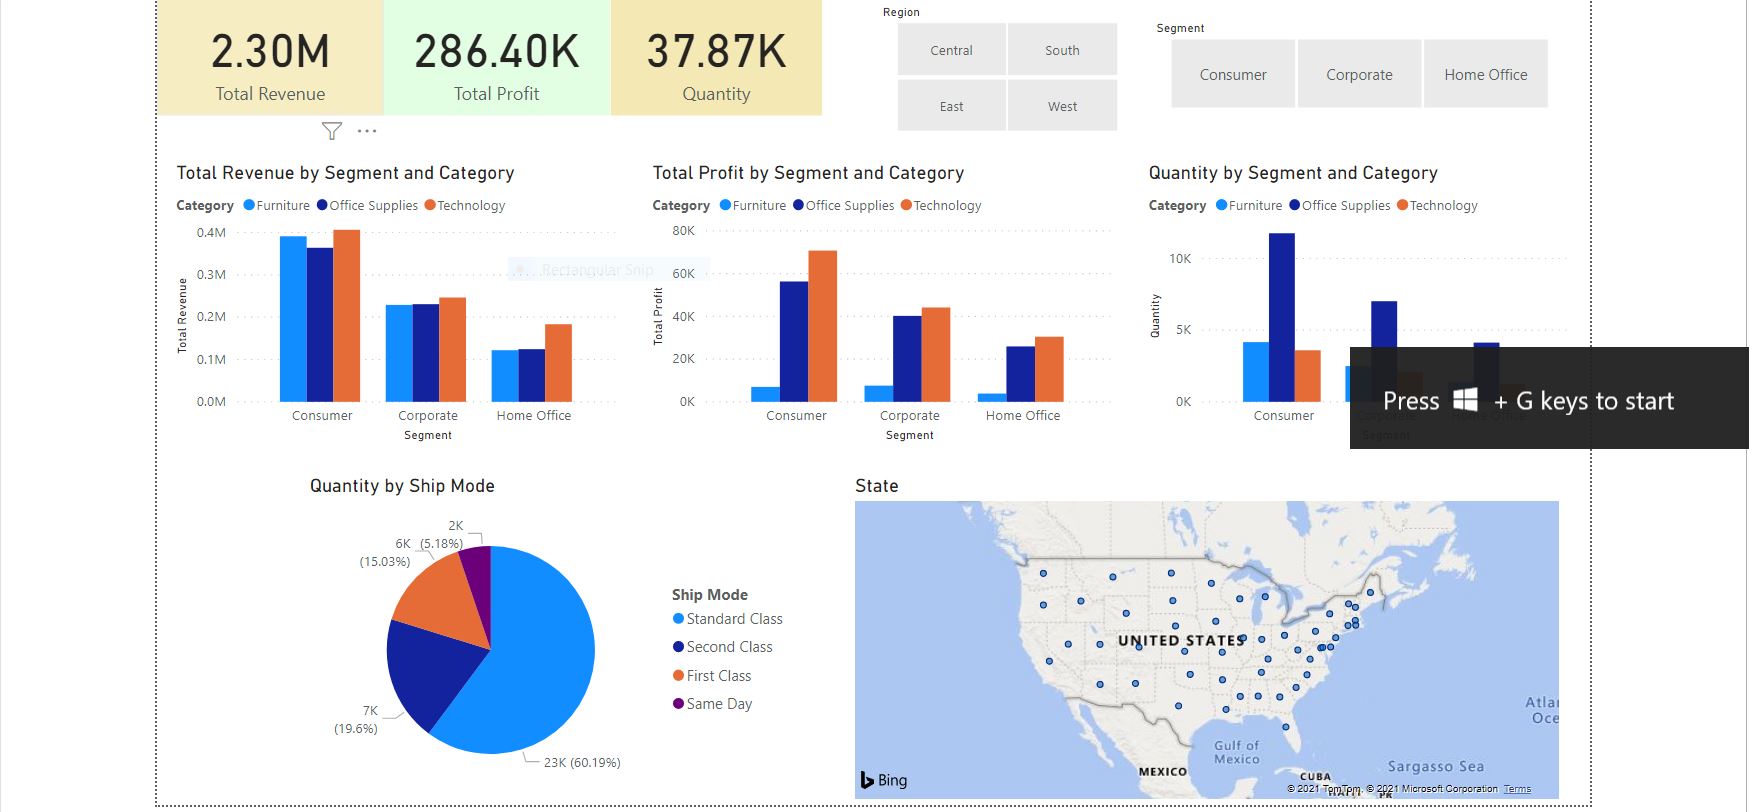 2.30M
Total Revenue
286.40K
Total Profit
37.87K
Quantity
Region
Central
South
East
West
Segment
Consumer
Corporate
Home Office
Total Revenue by Segment and Category
Category Furniture Office Supplies Technology
0.4M
0.3M
0.2M
0.1M
0.0M
Total Revenue
Consumer
Corporate
Home Office
Segment
Rectangular Snip
Total Profit by Segment and Category
Category Furniture Office Supplies Technology
80K
60K
40K
20K
0K
Total Profit
Consumer
Corporate
Home Office
Segment
Quantity by Segment and Category
Category Furniture Office Supplies Technology
10K
5K
0K
Quantity
Consumer
Segment
Press + G keys to start
Quantity by Ship Mode
2K
(5.18%)
6K
(15.03%)
7K
(19.6%)
23K (60.19%)
Ship Mode
Standard Class
Second Class
First Class
Same Day
State
UNITED STATES
MEXICO
Gulf of
Mexico
CUBA
Sargasso Sea
Atlan
Oce
Bing
© 2021 TomTom, © 2021 Microsoft Corporation Terms